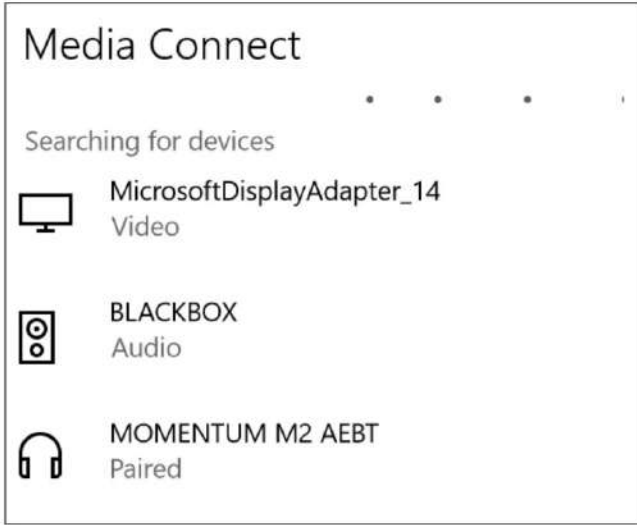 Media Connect
Searching for devices
MicrosoftDisplayAdapter_14
Video
BLACKBOX
Audio
MOMENTUM M2 AEBT
Paired